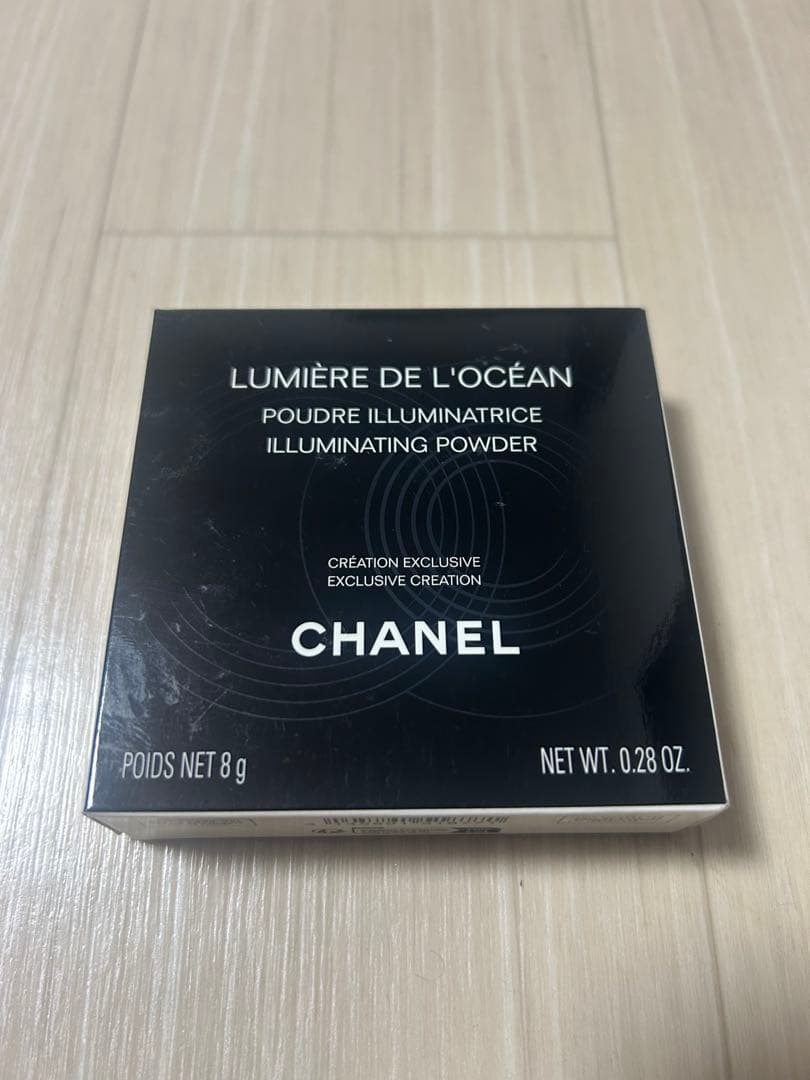 LUMIÈRE DE L'OCÉAN
POUDRE ILLUMINATRICE
ILLUMINATING POWDER
CRÉATION EXCLUSIVE
EXCLUSIVE CREATION
CHANEL
POIDS NET 8 g
NET WT. 0.28 OZ.